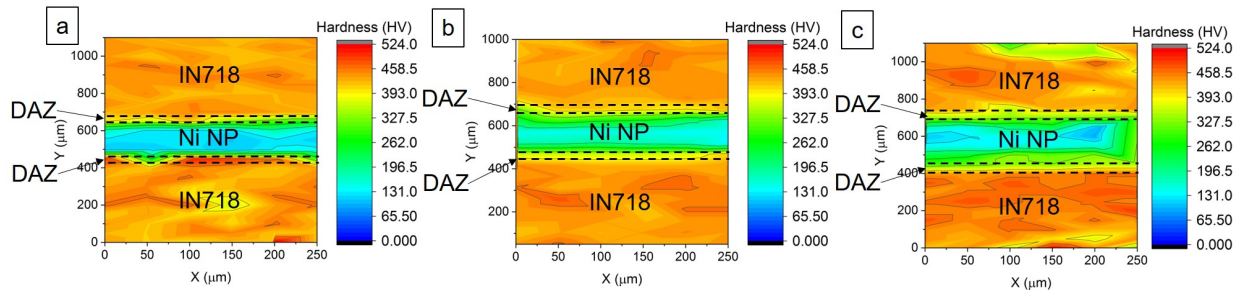 a
Hardness (HV)
1000
800
600
400
200
0
Y (μm)
0 50 100 150 200 250
X (μm)
IN718
DAZ
Ni NP
DAZ
IN718
524.0
458.5
393.0
327.5
262.0
196.5
131.0
65.50
0.000
b
Hardness (HV)
1000
800
600
400
200
Y (μm)
0 50 100 150 200 250
X (μm)
IN718
DAZ
Ni NP
DAZ
IN718
524.0
458.5
393.0
327.5
262.0
196.5
131.0
65.50
0.000
c
Hardness (HV)
1000
800
600
400
200
0
Y (μm)
0 50 100 150 200 250
X (μm)
IN718
DAZ
Ni NP
DAZ
IN718
524.0
458.5
393.0
327.5
262.0
196.5
131.0
65.50
0.000